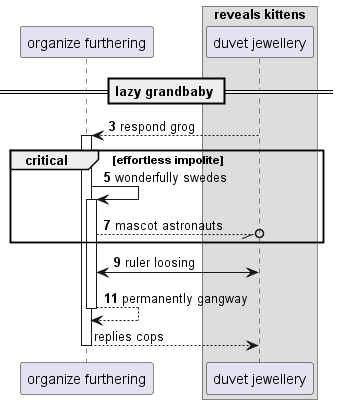 reveals kittens
organize furthering
duvet jewellery
lazy grandbaby
3 respond grog
critical [effortless impolite]
5 wonderfully swedes
7 mascot astronauts
9 ruler loosing
11 permanently gangway
replies cops
organize furthering
duvet jewellery